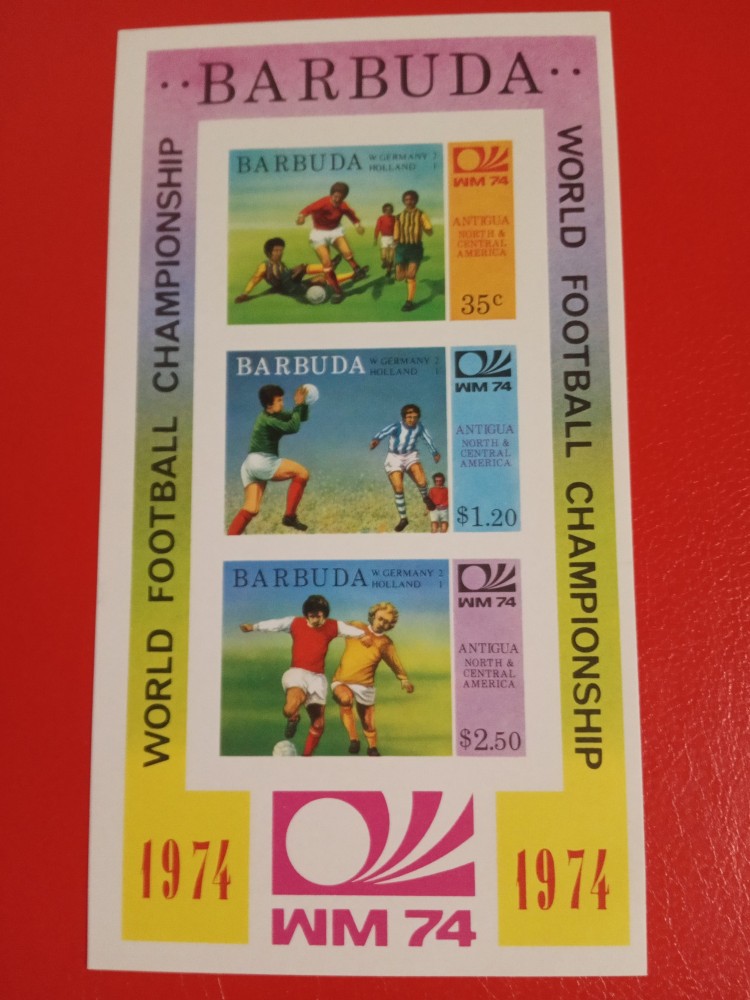 ··BARBUDA··
WORLD FOOTBALL CHAMPIONSHIP
WORLD FOOTBALL CHAMPIONSHIP
BARBUDA W. GERMANY 2
HOLLAND 1
WM 74
ANTIGUA
NORTH &
CENTRAL
AMERICA
35c
BARBUDA W. GERMANY 2
HOLLAND 1
WM 74
ANTIGUA
NORTH &
CENTRAL
AMERICA
$1.20
BARBUDA W. GERMANY 2
HOLLAND 1
WM 74
ANTIGUA
NORTH &
CENTRAL
AMERICA
$2.50
1974
WM 74
1974